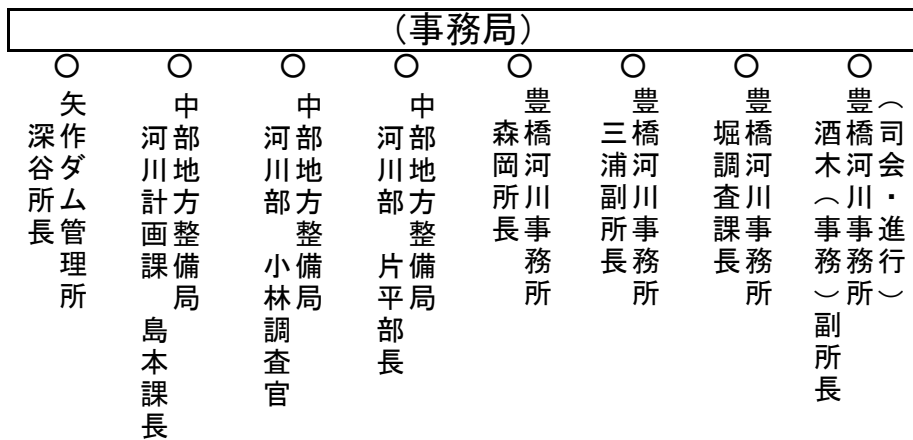 (事務局)
○ ○ ○ ○ ○ ○ ○ ○
(司会・進行)
豊橋河川事務所
酒木(事務)副所長
豊橋河川事務所
堀調査課長
豊橋河川事務所
三浦副所長
豊橋河川事務所
森岡所長
中部地方整備局
河川部 片平部長
中部地方整備局
河川部 小林調査官
中部地方整備局
河川計画課 島本課長
矢作ダム管理所
深谷所長